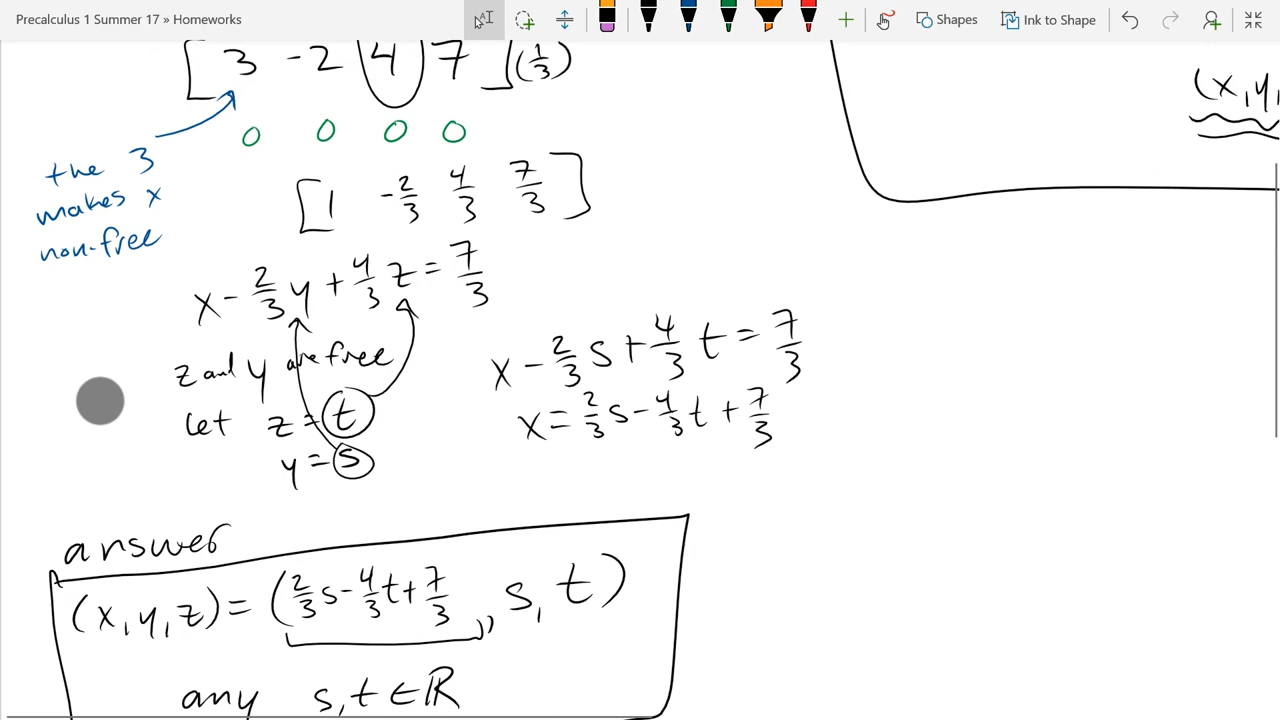 Precalculus 1 Summer 17 » Homeworks
Shapes
Ink to Shape
[ 3 -2 4 7 ] (1/3)
0 0 0 0
the 3
makes x
non-free
[ 1 -2/3 4/3 7/3 ]
x - 2/3 y + 4/3 z = 7/3
z and y are free
let z = t
y = s
x - 2/3 s + 4/3 t = 7/3
x = 2/3 s - 4/3 t + 7/3
(x, y,
answer
(x, y, z) = (2/3 s - 4/3 t + 7/3, s, t)
any s, t ∈ ℝ